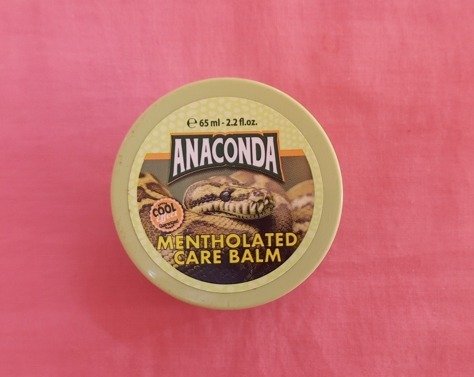 ℮ 65 ml - 2.2 fl.oz.
ANACONDA
COOL
MENTHOLATED
CARE BALM